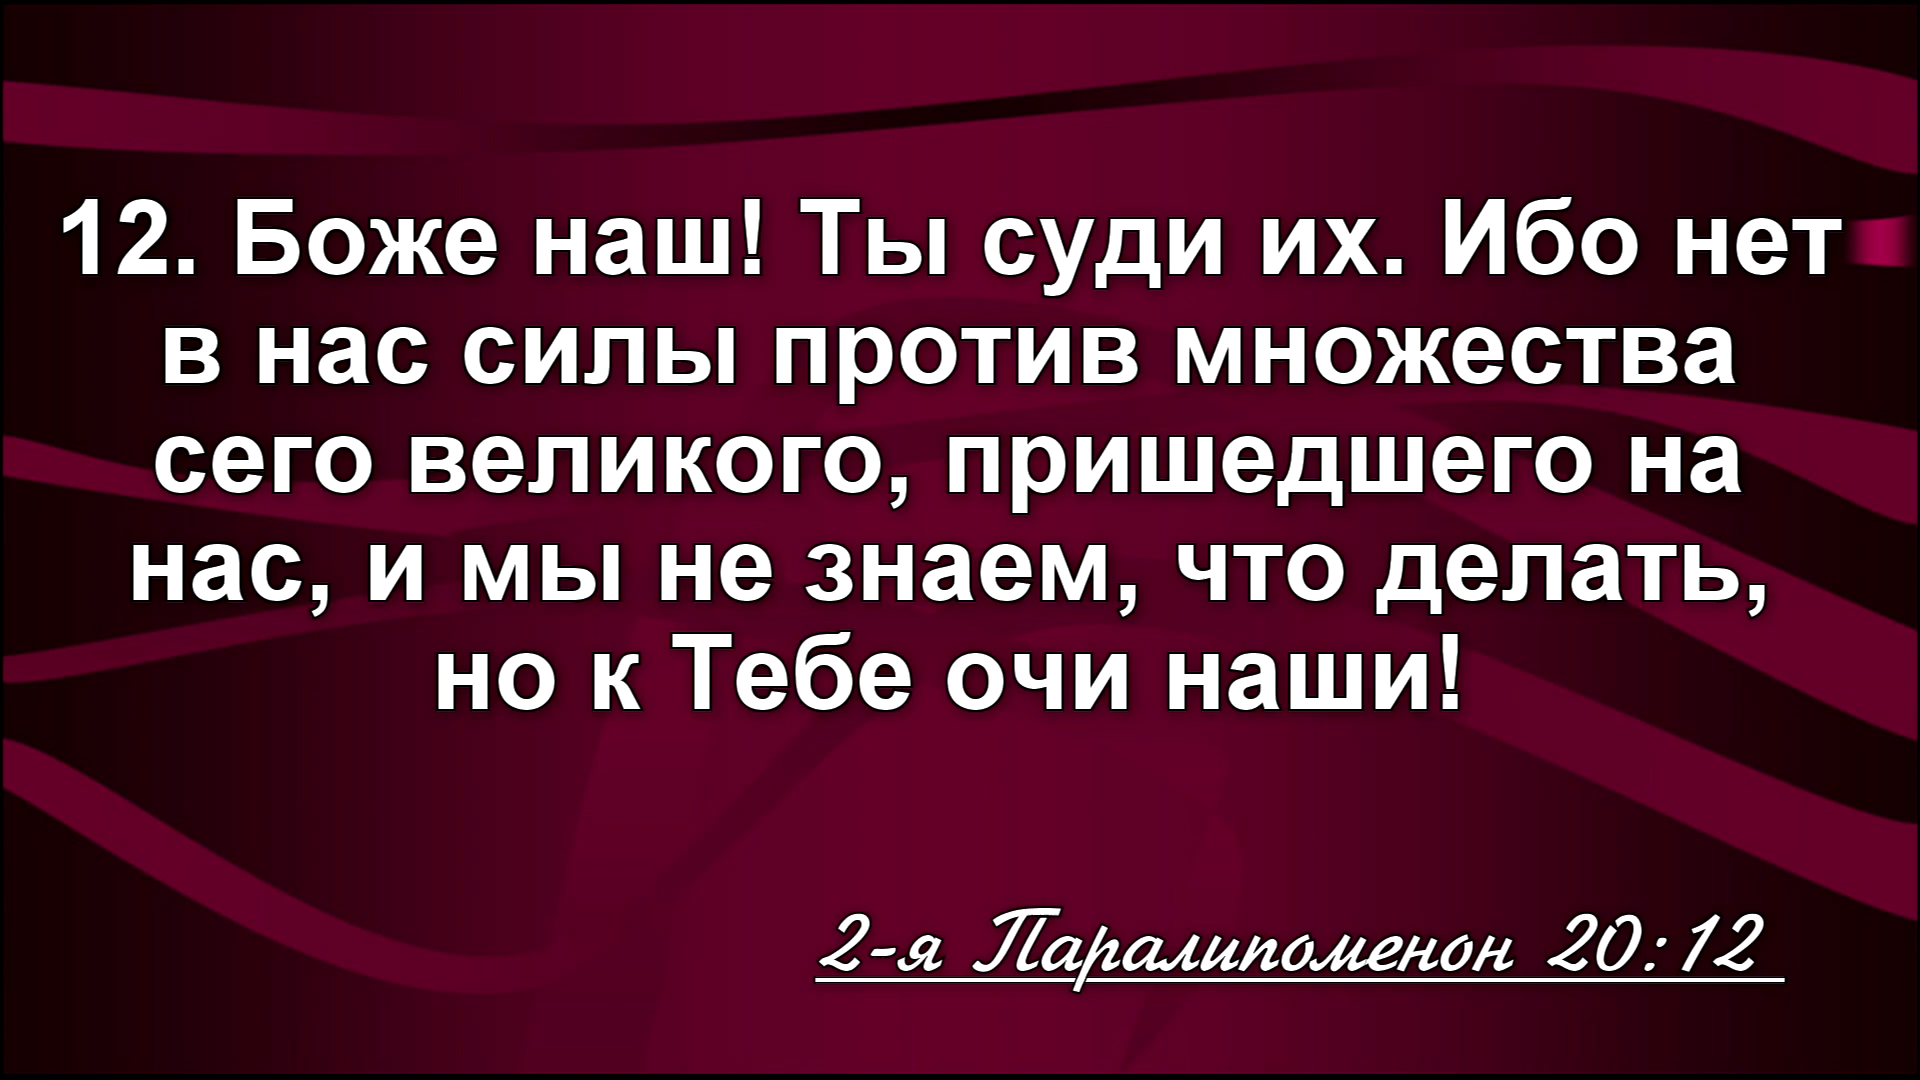 12. Боже наш! Ты суди их. Ибо нет
в нас силы против множества
сего великого, пришедшего на
нас, и мы не знаем, что делать,
но к Тебе очи наши!
2-я Паралипоменон 20:12